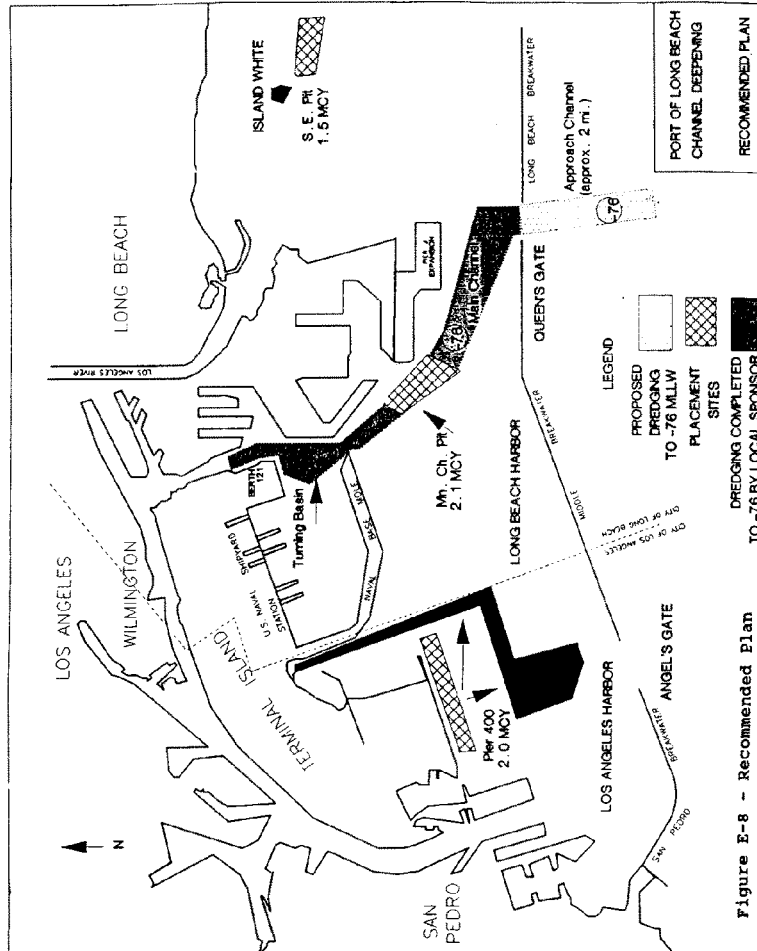 LOS ANGELES
WILMINGTON
LONG BEACH
LOS ANGELES RIVER
ISLAND WHITE
S. E. Pit
1.5 MCY
N
TERMINAL ISLAND
U.S. NAVAL
STATION
SHIPYARD
BERTH
121
Turning Basin
NAVAL BASE MOLE
PIER
EXPANSION
-76
Main Channel
Mn. Ch. Pit
2.1 MCY
LONG BEACH HARBOR
Pier 400
2.0 MCY
SAN
PEDRO
LOS ANGELES HARBOR
ANGEL'S GATE
SAN PEDRO BREAKWATER
MIDDLE BREAKWATER
CITY OF LONG BEACH
CITY OF LOS ANGELES
QUEEN'S GATE
LONG BEACH BREAKWATER
Approach Channel
(approx. 2 mi.)
-76
LEGEND
PROPOSED
DREDGING
TO -76 MLLW
PLACEMENT
SITES
DREDGING COMPLETED
TO -76 BY LOCAL SPONSOR
PORT OF LONG BEACH
CHANNEL DEEPENING
RECOMMENDED PLAN
Figure E-8 - Recommended Plan